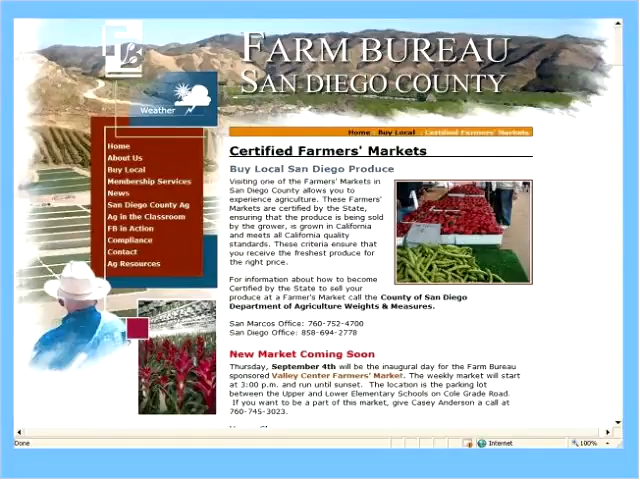 FARM BUREAU
SAN DIEGO COUNTY
Weather
Home
About Us
Buy Local
Membership Services
News
San Diego County Ag
Ag in the Classroom
FB in Action
Compliance
Contact
Ag Resources
Home . Buy Local . Certified Farmers' Markets
Certified Farmers' Markets
Buy Local San Diego Produce
Visiting one of the Farmers' Markets in
San Diego County allows you to
experience agriculture. These Farmers'
Markets are certified by the State,
ensuring that the produce is being sold
by the grower, is grown in California
and meets all California quality
standards. These criteria ensure that
you receive the freshest produce for
the right price.
For information about how to become
Certified by the State to sell your
produce at a Farmer's Market call the County of San Diego
Department of Agriculture Weights & Measures.
San Marcos Office: 760-752-4700
San Diego Office: 858-694-2778
New Market Coming Soon
Thursday, September 4th will be the inaugural day for the Farm Bureau
sponsored Valley Center Farmers' Market. The weekly market will start
at 3:00 p.m. and run until sunset. The location is the parking lot
between the Upper and Lower Elementary Schools on Cole Grade Road.
If you want to be a part of this market, give Casey Anderson a call at
760-745-3023.
Done
Internet
100%